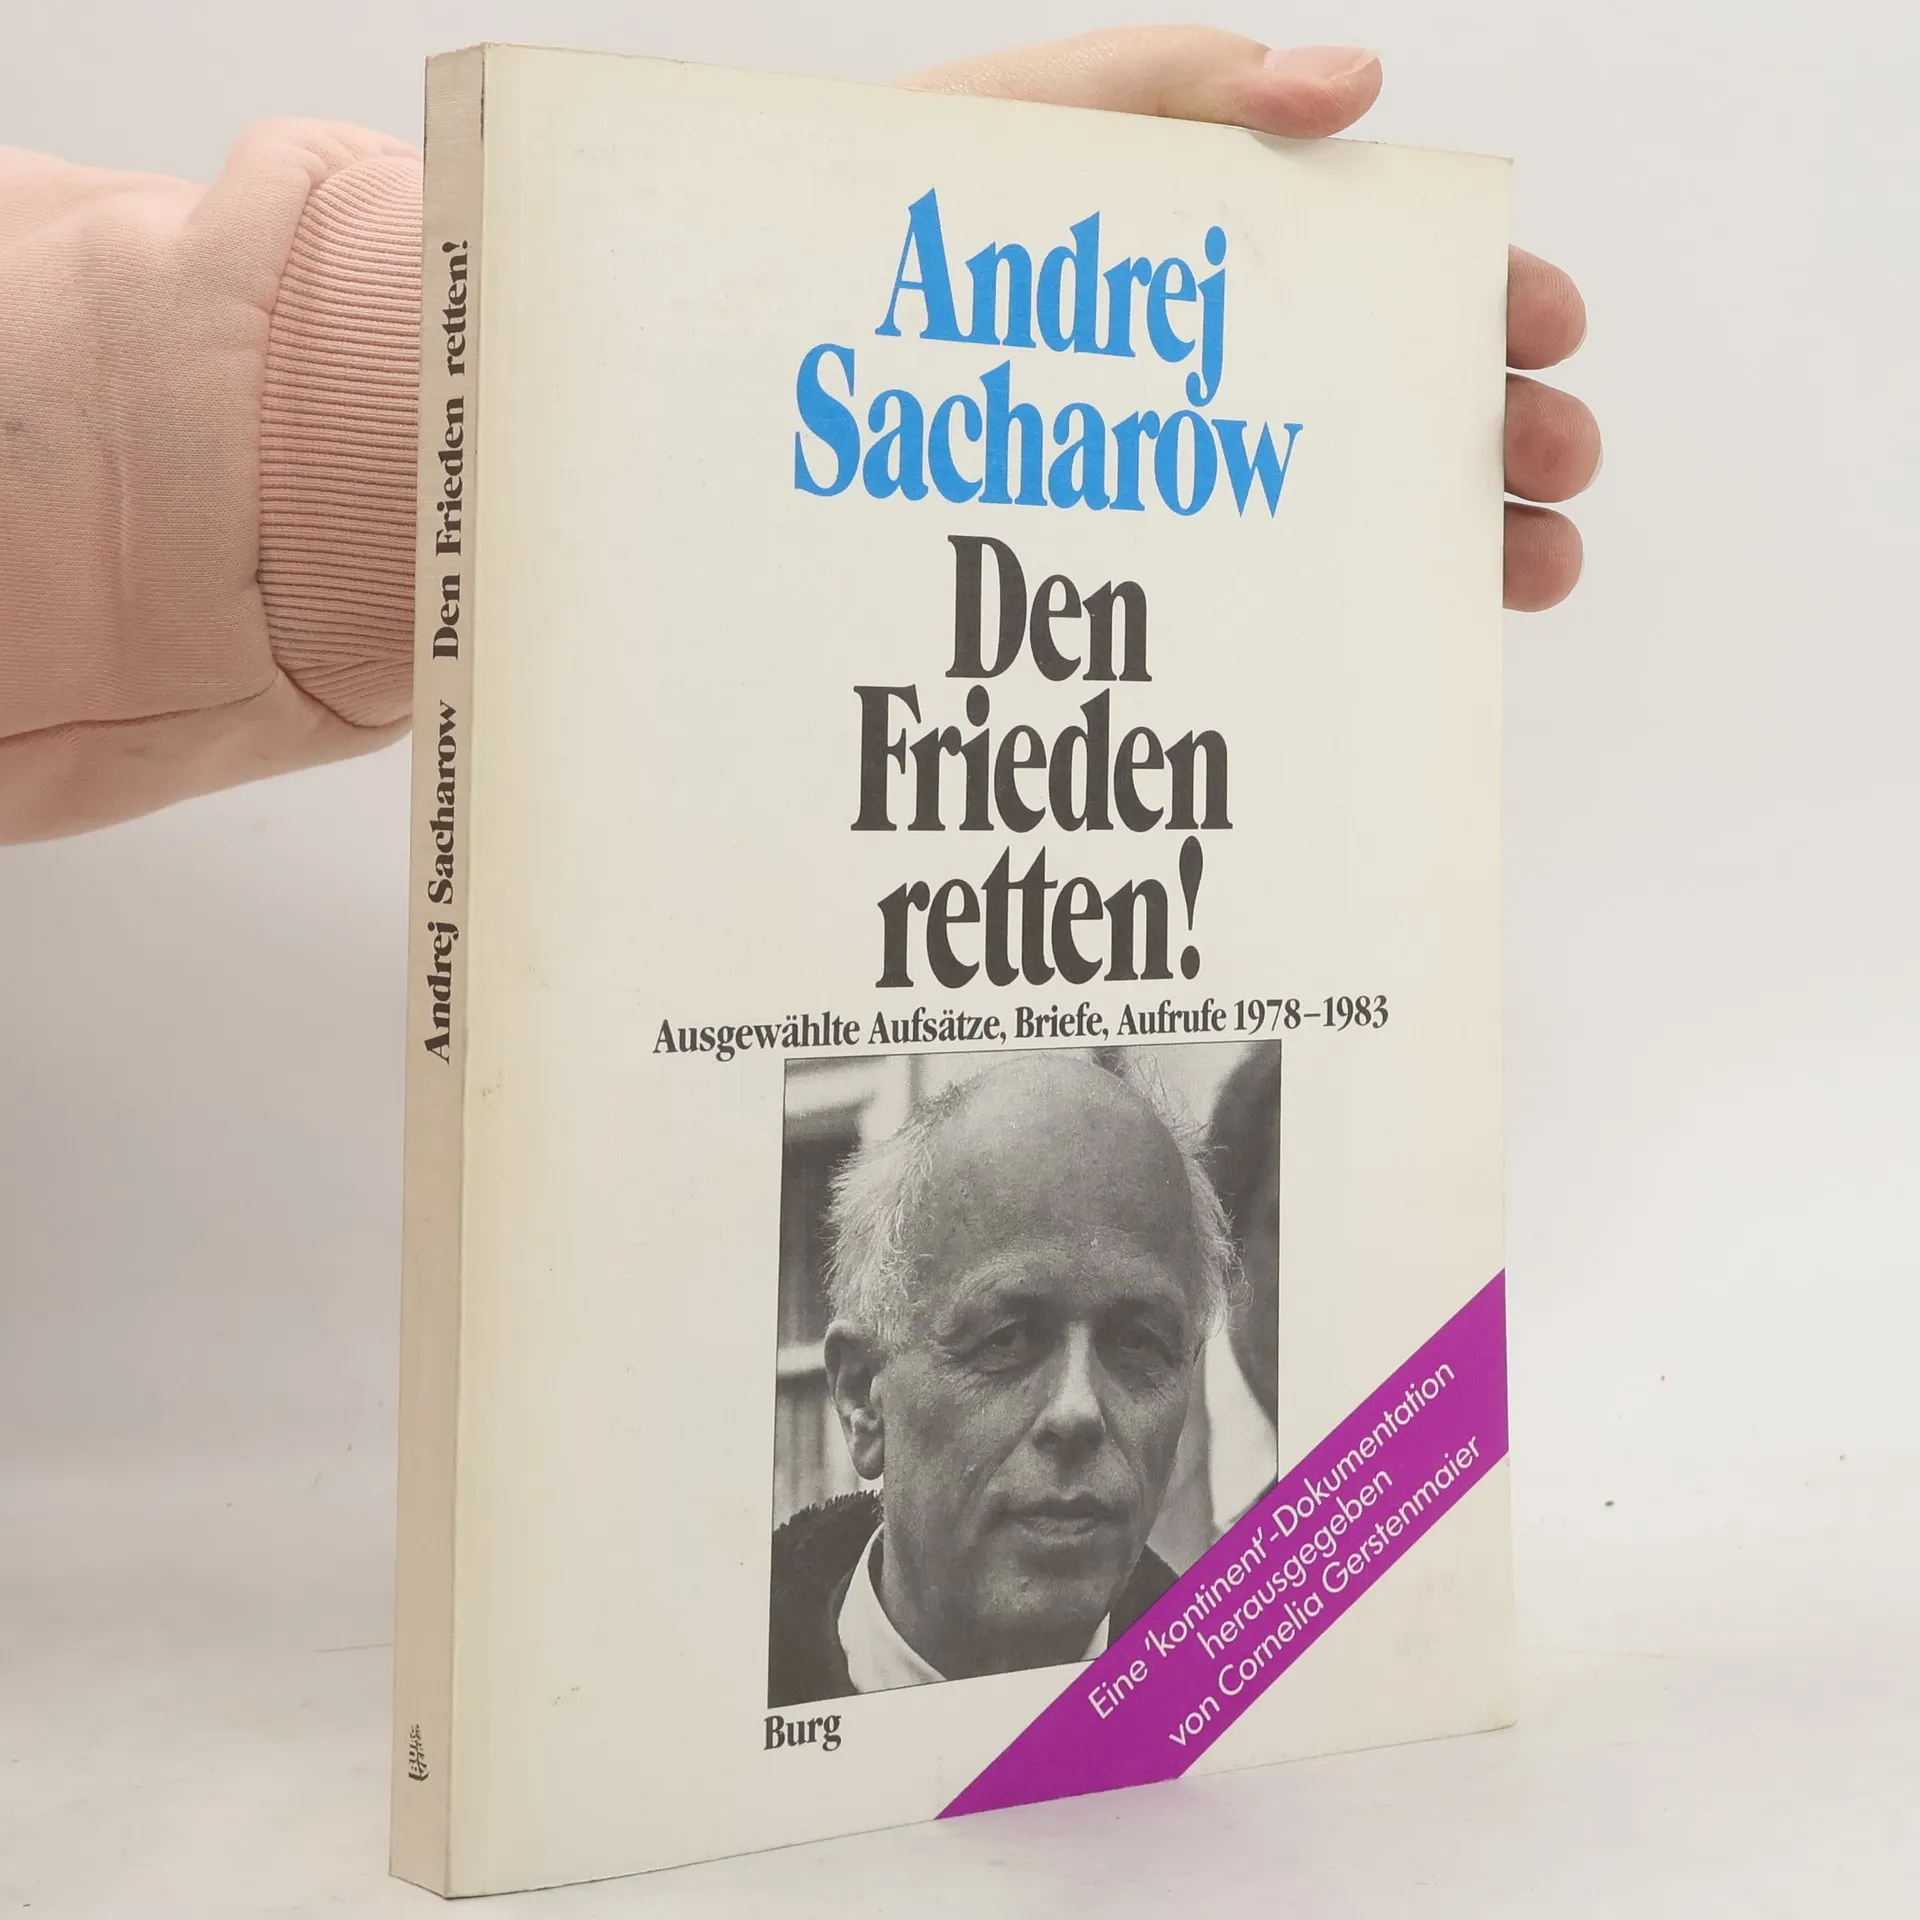 Andrej Sacharow Den Frieden retten!
Andrej
Sacharow
Den
Frieden
retten!
Ausgewählte Aufsätze, Briefe, Aufrufe 1978–1983
Burg
Eine 'kontinent'-Dokumentation
herausgegeben
von Cornelia Gerstenmaier